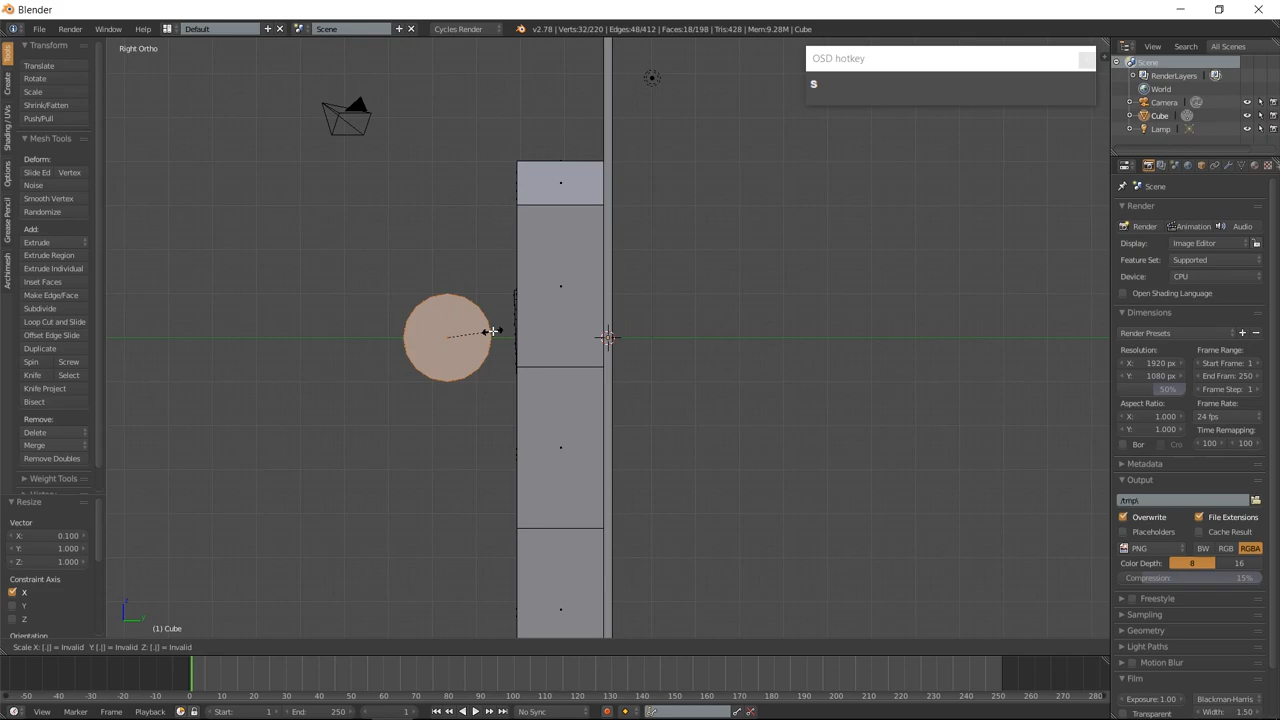 Blender
File Render Window Help Default Scene Cycles Render v2.78 | Verts:32/220 | Edges:48/412 | Faces:18/198 | Tris:428 | Mem:9.28M | Cube
Right Ortho
OSD hotkey
S
View Search All Scenes
Scene
RenderLayers
World
Camera
Cube
Lamp
Tools
Create
Shading / UVs
Options
Grease Pencil
Archimesh
Transform
Translate
Rotate
Scale
Shrink/Fatten
Push/Pull
Mesh Tools
Deform:
Slide Ed Vertex
Noise
Smooth Vertex
Randomize
Add:
Extrude
Extrude Region
Extrude Individual
Inset Faces
Make Edge/Face
Subdivide
Loop Cut and Slide
Offset Edge Slide
Duplicate
Spin Screw
Knife Select
Knife Project
Bisect
Remove:
Delete
Merge
Remove Doubles
Weight Tools
Resize
Vector
X: 0.100
Y: 1.000
Z: 1.000
Constraint Axis
X
Y
Z
Orientation
(1) Cube
Scale X: [.|] = Invalid Y: [.|] = Invalid Z: [.|] = Invalid
Scene
Render
Render Animation Audio
Display: Image Editor
Feature Set: Supported
Device: CPU
Open Shading Language
Dimensions
Render Presets
Resolution: Frame Range:
X: 1920 px Start Frame: 1
Y: 1080 px End Fram: 250
50% Frame Step: 1
Aspect Ratio: Frame Rate:
X: 1.000 24 fps
Y: 1.000 Time Remapping:
Bor Cro 100 100
Metadata
Output
/tmp\
Overwrite File Extensions
Placeholders Cache Result
PNG BW RGB RGBA
Color Depth: 8 16
Compression: 15%
Freestyle
Sampling
Geometry
Light Paths
Motion Blur
Film
Exposure:1.00 Blackman-Harris
Transparent Width: 1.50
-50 -40 -30 -20 -10 0 10 20 30 40 50 60 70 80 90 100 110 120 130 140 150 160 170 180 190 200 210 220 230 240 250 260 270 280
View Marker Frame Playback Start: 1 End: 250 1 No Sync